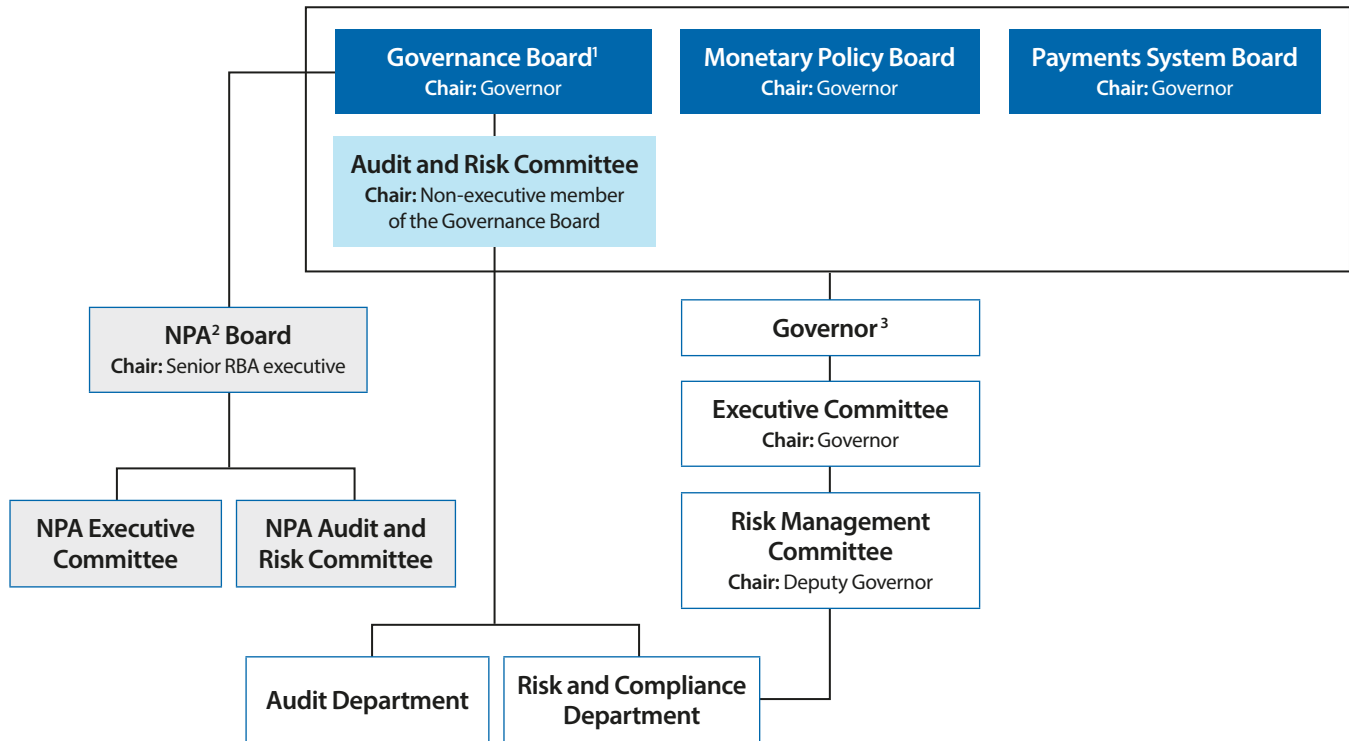 Governance Board¹
Chair: Governor
Monetary Policy Board
Chair: Governor
Payments System Board
Chair: Governor
Audit and Risk Committee
Chair: Non-executive member
of the Governance Board
NPA² Board
Chair: Senior RBA executive
Governor³
Executive Committee
Chair: Governor
NPA Executive
Committee
NPA Audit and
Risk Committee
Risk Management
Committee
Chair: Deputy Governor
Audit Department
Risk and Compliance
Department